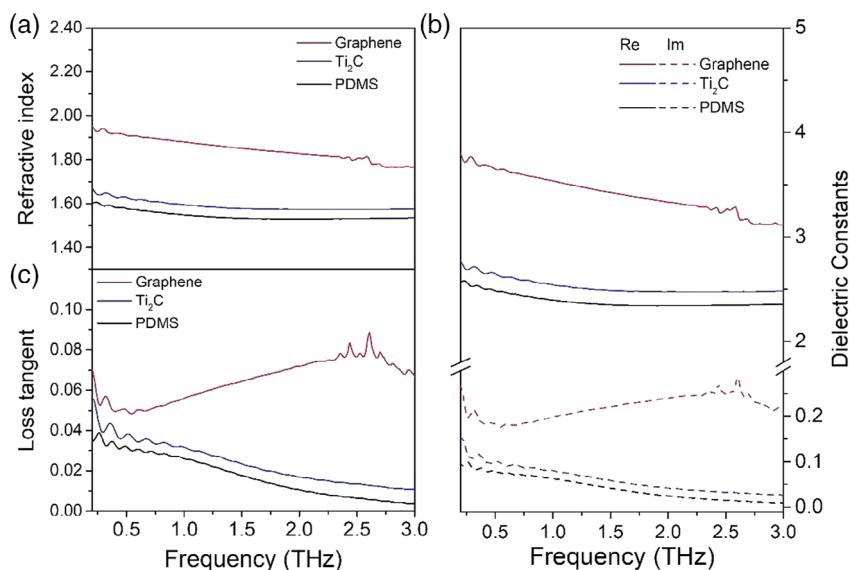 (a)
2.40
2.20
2.00
1.80
1.60
1.40
Refractive index
Graphene
Ti₂C
PDMS
(c)
0.10
0.08
0.06
0.04
0.02
0.00
Loss tangent
Graphene
Ti₂C
PDMS
0.5 1.0 1.5 2.0 2.5 3.0
Frequency (THz)
(b)
Re Im
Graphene
Ti₂C
PDMS
5
4
3
2
0.2
0.1
0.0
Dielectric Constants
0.5 1.0 1.5 2.0 2.5 3.0
Frequency (THz)